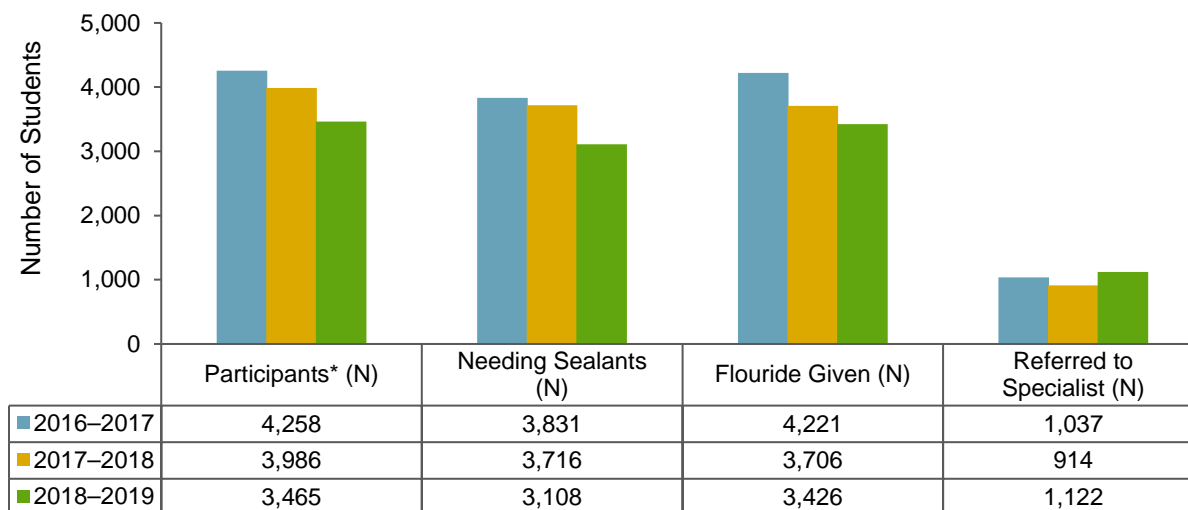 5,000
4,000
3,000
2,000
1,000
0
Number of Students
Participants* (N)
Needing Sealants
(N)
Flouride Given (N)
Referred to
Specialist (N)
2016–2017 4,258 3,831 4,221 1,037
2017–2018 3,986 3,716 3,706 914
2018–2019 3,465 3,108 3,426 1,122